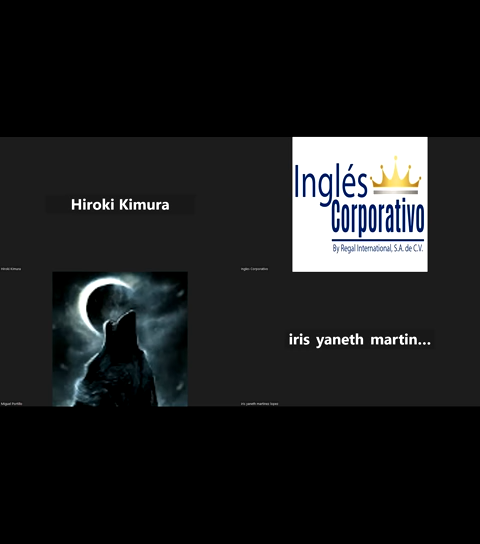 Hiroki Kimura
Hiroki Kimura
Inglés
Corporativo
By Regal International, S.A. de C.V.
Inglés Corporativo
Miguel Portillo
iris yaneth martin...
iris yaneth martinez lopez